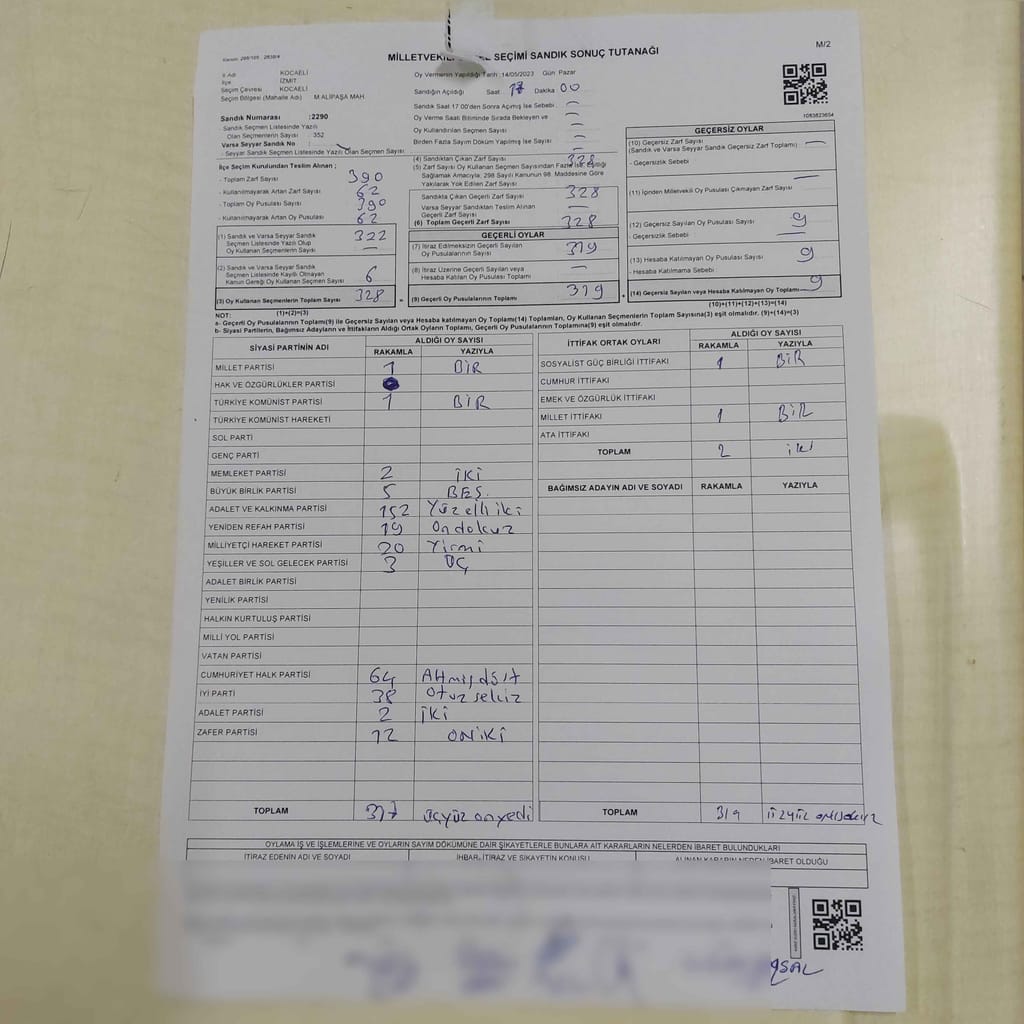 M/2
SEÇİMİ SANDIK SONUÇ TUTANAĞI
İl Adı KOCAELİ
İlçe İZMİT
Seçim Çevresi KOCAELİ
Seçim Bölgesi (Mahalle Adı) M.ALİPAŞA MAH.
Sandık Numarası :2290
- Sandık Seçmen Listesinde Yazılı
Olan Seçmenlerin Sayısı 352
Varsa Seyyar Sandık No
- Seyyar Sandık Seçmen Listesinde Yazılı Olan Seçmen Sayısı
İlçe Seçim Kurulundan Teslim Alınan ;
- Toplam Zarf Sayısı 390
- Kullanılmayarak Artan Zarf Sayısı 62
- Toplam Oy Pusulası Sayısı 390
- Kullanılmayarak Artan Oy Pusulası 62
(1) Sandık ve Varsa Seyyar Sandık
Seçmen Listesinde Yazılı Olup
Oy Kullanan Seçmenlerin Sayısı
322
(2) Sandık ve Varsa Seyyar Sandık
Seçmen Listesinde Kayıtlı Olmayan
Kanun Gereği Oy Kullanan Seçmen Sayısı
6
(3) Oy Kullanan Seçmenlerin Toplam Sayısı 328
(1)+(2)=(3)
Oy Vermenin Yapıldığı Tarih :14/05/2023 Gün Pazar
Sandığın Açıldığı Saat 17 Dakika 00
Sandık Saat 17:00'den Sonra Açılmış İse Sebebi
Oy Verme Saati Bitiminde Sırada Bekleyen ve
Oy Kullandırılan Seçmen Sayısı
Birden Fazla Sayım Döküm Yapılmış İse Sayısı
(4) Sandıktan Çıkan Zarf Sayısı 328
(5) Zarf Sayısı Oy Kullanan Seçmen Sayısından Fazla İse, Eşitliği
Sağlamak Amacıyla; 298 Sayılı Kanunun 98. Maddesine Göre
Yakılarak Yok Edilen Zarf Sayısı
Sandıkta Çıkan Geçerli Zarf Sayısı 328
Varsa Seyyar Sandıktan Teslim Alınan
Geçerli Zarf Sayısı
(6) Toplam Geçerli Zarf Sayısı 328
GEÇERLİ OYLAR
(7) İtiraz Edilmeksizin Geçerli Sayılan
Oy Pusulalarının Sayısı
319
(8) İtiraz Üzerine Geçerli Sayılan veya
Hesaba Katılan Oy Pusulası Toplamı
(9) Geçerli Oy Pusulalarının Toplamı 319
1083823654
GEÇERSİZ OYLAR
(10) Geçersiz Zarf Sayısı
(Sandık ve Varsa Seyyar Sandık Geçersiz Zarf Toplamı)
- Geçersizlik Sebebi
(11) İçinden Milletvekili Oy Pusulası Çıkmayan Zarf Sayısı
(12) Geçersiz Sayılan Oy Pusulası Sayısı 9
- Geçersizlik Sebebi
(13) Hesaba Katılmayan Oy Pusulası Sayısı 9
- Hesaba Katılmama Sebebi
(14) Geçersiz Sayılan veya Hesaba Katılmayan Oy Toplamı 9
(10)+(11)+(12)+(13)=(14)
NOT:
a- Geçerli Oy Pusulalarının Toplamı(9) ile Geçersiz Sayılan veya Hesaba katılmayan Oy Toplamı(14) Toplamları, Oy Kullanan Seçmenlerin Toplam Sayısına(3) eşit olmalıdır. (9)+(14)=(3)
b- Siyasi Partilerin, Bağımsız Adayların ve İttifakların Aldığı Ortak Oyların Toplamı, Geçerli Oy Pusulalarının Toplamına(9) eşit olmalıdır.
SİYASİ PARTİNİN ADI ALDIĞI OY SAYISI
RAKAMLA YAZIYLA
MİLLET PARTİSİ 1 BİR
HAK VE ÖZGÜRLÜKLER PARTİSİ
TÜRKİYE KOMÜNİST PARTİSİ 1 BİR
TÜRKİYE KOMÜNİST HAREKETİ
SOL PARTİ
GENÇ PARTİ
MEMLEKET PARTİSİ 2 İKİ
BÜYÜK BİRLİK PARTİSİ 5 BEŞ
ADALET VE KALKINMA PARTİSİ 152 Yüzelliiki
YENİDEN REFAH PARTİSİ 19 Ondokuz
MİLLİYETÇİ HAREKET PARTİSİ 20 Yirmi
YEŞİLLER VE SOL GELECEK PARTİSİ 3 ÜÇ
ADALET BİRLİK PARTİSİ
YENİLİK PARTİSİ
HALKIN KURTULUŞ PARTİSİ
MİLLİ YOL PARTİSİ
VATAN PARTİSİ
CUMHURİYET HALK PARTİSİ 64 Altmışdört
İYİ PARTİ 38 Otuzsekiz
ADALET PARTİSİ 2 İKİ
ZAFER PARTİSİ 12 ONİKİ
TOPLAM 317 üçyüzonyedi
İTTİFAK ORTAK OYLARI ALDIĞI OY SAYISI
RAKAMLA YAZIYLA
SOSYALİST GÜÇ BİRLİĞİ İTTİFAKI 1 BİR
CUMHUR İTTİFAKI
EMEK VE ÖZGÜRLÜK İTTİFAKI
MİLLET İTTİFAKI 1 BİR
ATA İTTİFAKI
TOPLAM 2 iki
BAĞIMSIZ ADAYIN ADI VE SOYADI RAKAMLA YAZIYLA
TOPLAM 319
OYLAMA İŞ VE İŞLEMLERİNE VE OYLARIN SAYIM DÖKÜMÜNE DAİR ŞİKAYETLERLE BUNLARA AİT KARARLARIN NELERDEN İBARET BULUNDUKLARI
İTİRAZ EDENİN ADI VE SOYADI İHBAR, İTİRAZ VE ŞİKAYETİN KONUSU ALINAN KARARIN NEDEN İBARET OLDUĞU